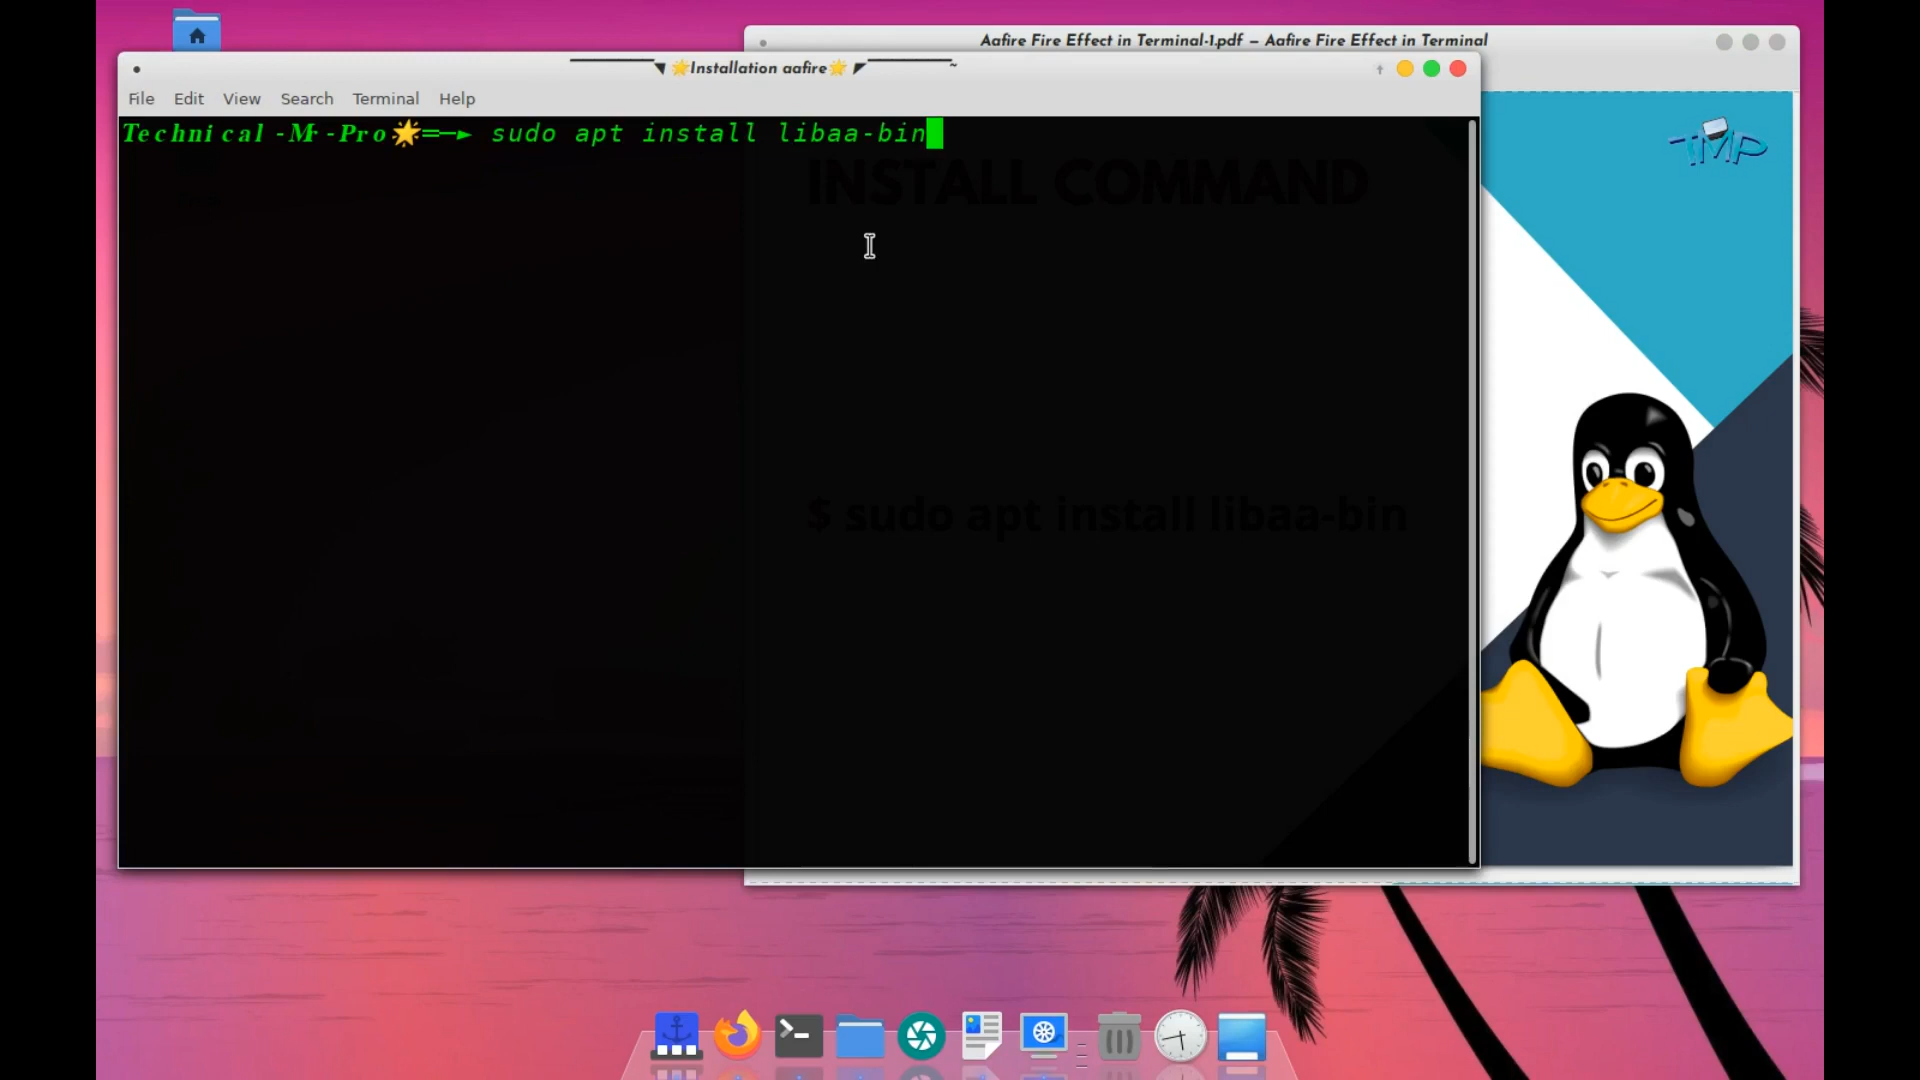 Aafire Fire Effect in Terminal-1.pdf — Aafire Fire Effect in Terminal
🌟Installation aafire🌟 ~
File Edit View Search Terminal Help
Technical-Mr-Pro🌟=─► sudo apt install libaa-bin
TMP
INSTALL COMMAND
$ sudo apt install libaa-bin